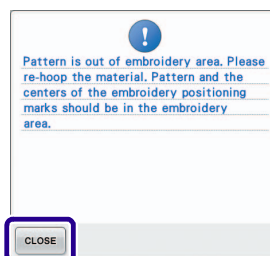 Pattern is out of embroidery area. Please
re-hoop the material. Pattern and the
centers of the embroidery positioning
marks should be in the embroidery
area.
CLOSE